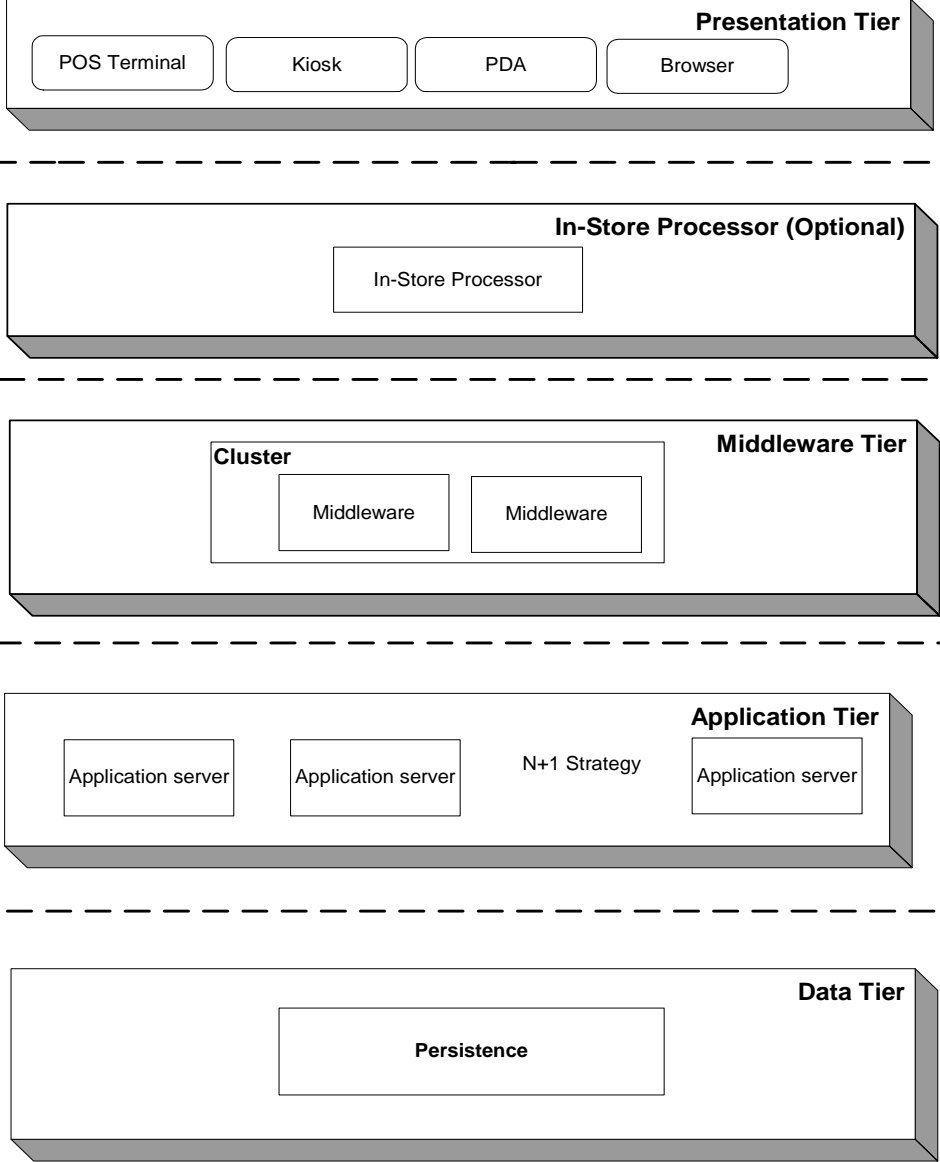 Presentation Tier
POS Terminal
Kiosk
PDA
Browser
In-Store Processor (Optional)
In-Store Processor
Middleware Tier
Cluster
Middleware
Middleware
Application Tier
Application server
Application server
N+1 Strategy
Application server
Data Tier
Persistence